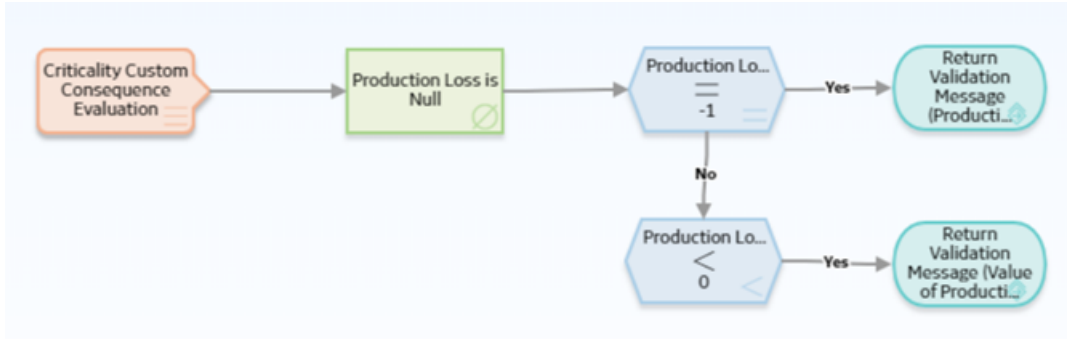 Criticality Custom
Consequence
Evaluation
Production Loss is
Null
Production Lo...
=
-1
Yes
Return
Validation
Message
(Producti...
No
Production Lo...
<
0
Yes
Return
Validation
Message (Value
of Producti...